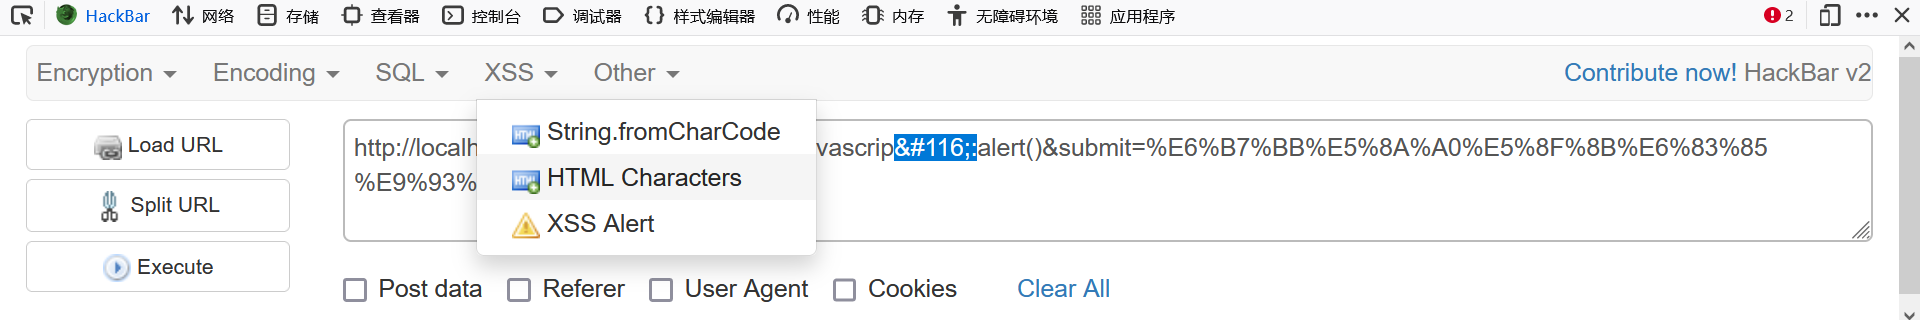 HackBar 网络 存储 查看器 控制台 调试器 样式编辑器 性能 内存 无障碍环境 应用程序 2
Encryption Encoding SQL XSS Other Contribute now! HackBar v2
String.fromCharCode
HTML Characters
XSS Alert
Load URL
Split URL
Execute
http://localh vascrip&#116;:alert()&submit=%E6%B7%BB%E5%8A%A0%E5%8F%8B%E6%83%85
%E9%93%
Post data Referer User Agent Cookies Clear All